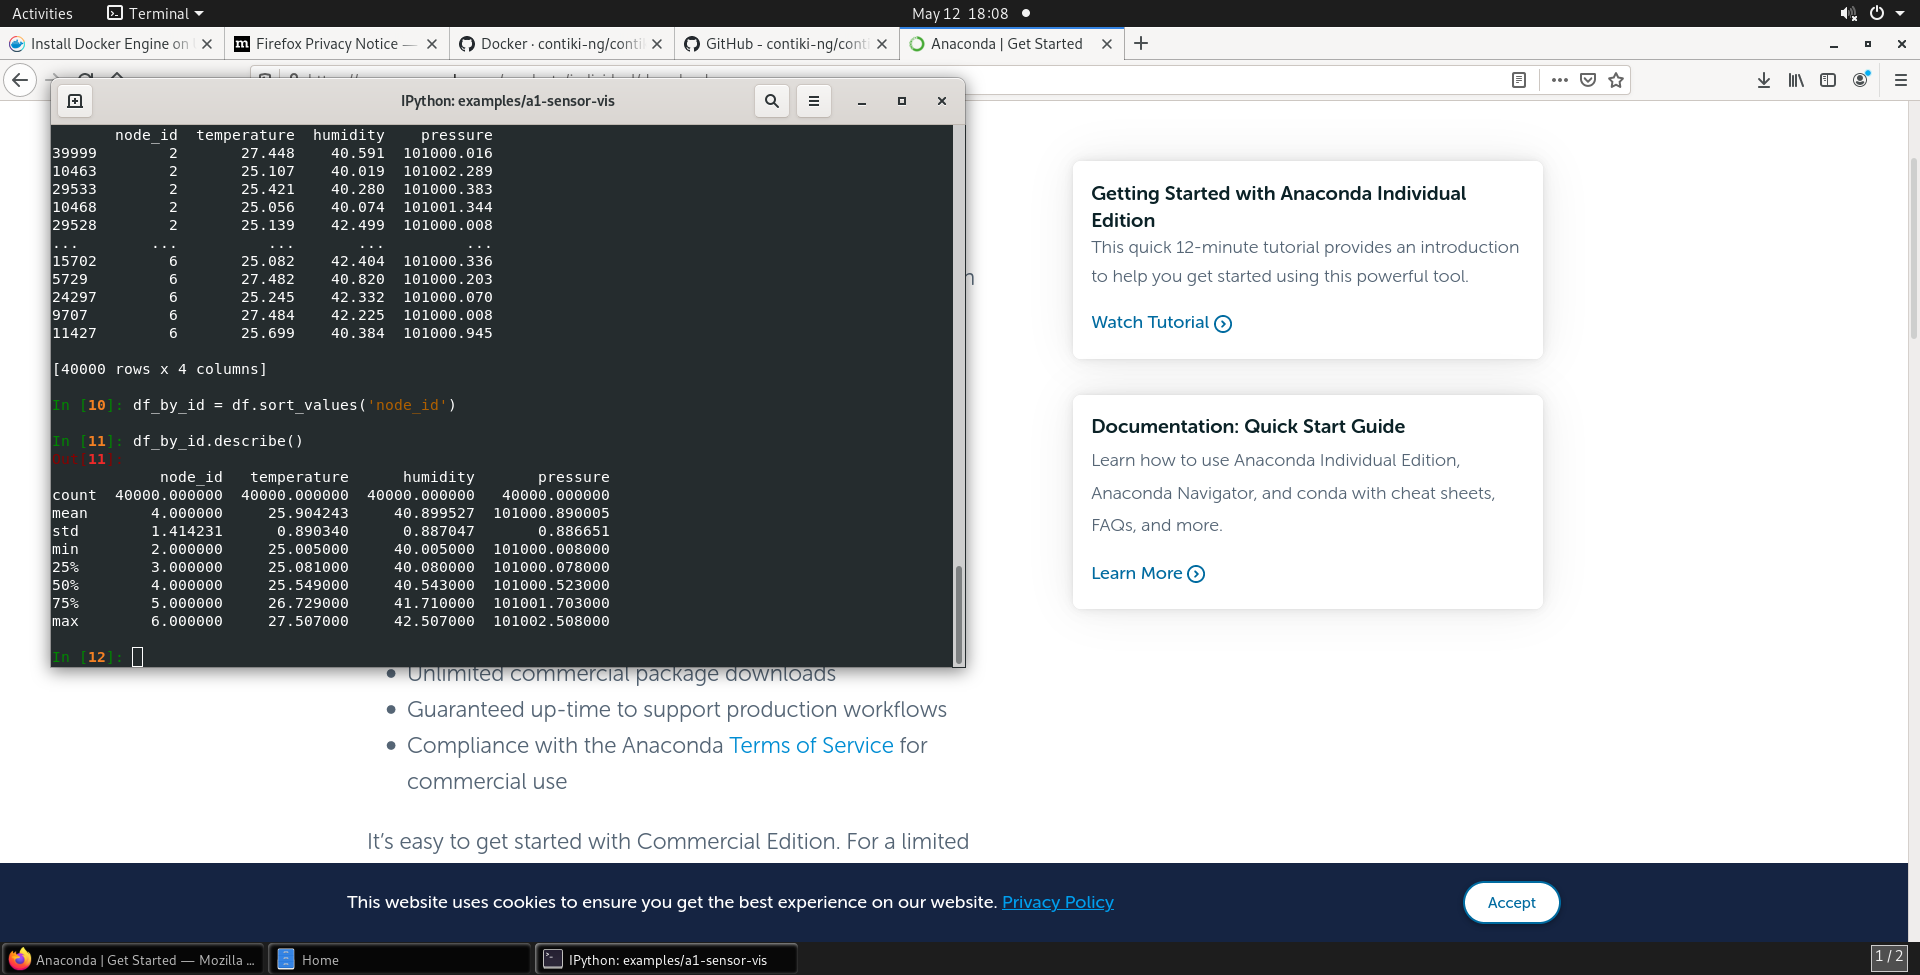 Activities
Terminal
May 12 18:08
Install Docker Engine on
Firefox Privacy Notice —
Docker · contiki-ng/conti
GitHub - contiki-ng/cont
Anaconda | Get Started
IPython: examples/a1-sensor-vis
node_id temperature humidity pressure
39999 2 27.448 40.591 101000.016
10463 2 25.107 40.019 101002.289
29533 2 25.421 40.280 101000.383
10468 2 25.056 40.074 101001.344
29528 2 25.139 42.499 101000.008
... ... ... ... ...
15702 6 25.082 42.404 101000.336
5729 6 27.482 40.820 101000.203
24297 6 25.245 42.332 101000.070
9707 6 27.484 42.225 101000.008
11427 6 25.699 40.384 101000.945
[40000 rows x 4 columns]
In [10]: df_by_id = df.sort_values('node_id')
In [11]: df_by_id.describe()
Out[11]:
node_id temperature humidity pressure
count 40000.000000 40000.000000 40000.000000 40000.000000
mean 4.000000 25.904243 40.899527 101000.890005
std 1.414231 0.890340 0.887047 0.886651
min 2.000000 25.005000 40.005000 101000.008000
25% 3.000000 25.081000 40.080000 101000.078000
50% 4.000000 25.549000 40.543000 101000.523000
75% 5.000000 26.729000 41.710000 101001.703000
max 6.000000 27.507000 42.507000 101002.508000
In [12]:
Getting Started with Anaconda Individual
Edition
This quick 12-minute tutorial provides an introduction
to help you get started using this powerful tool.
Watch Tutorial
Documentation: Quick Start Guide
Learn how to use Anaconda Individual Edition,
Anaconda Navigator, and conda with cheat sheets,
FAQs, and more.
Learn More
Unlimited commercial package downloads
Guaranteed up-time to support production workflows
Compliance with the Anaconda Terms of Service for
commercial use
It's easy to get started with Commercial Edition. For a limited
This website uses cookies to ensure you get the best experience on our website. Privacy Policy
Accept
Anaconda | Get Started — Mozilla ...
Home
IPython: examples/a1-sensor-vis
1 / 2